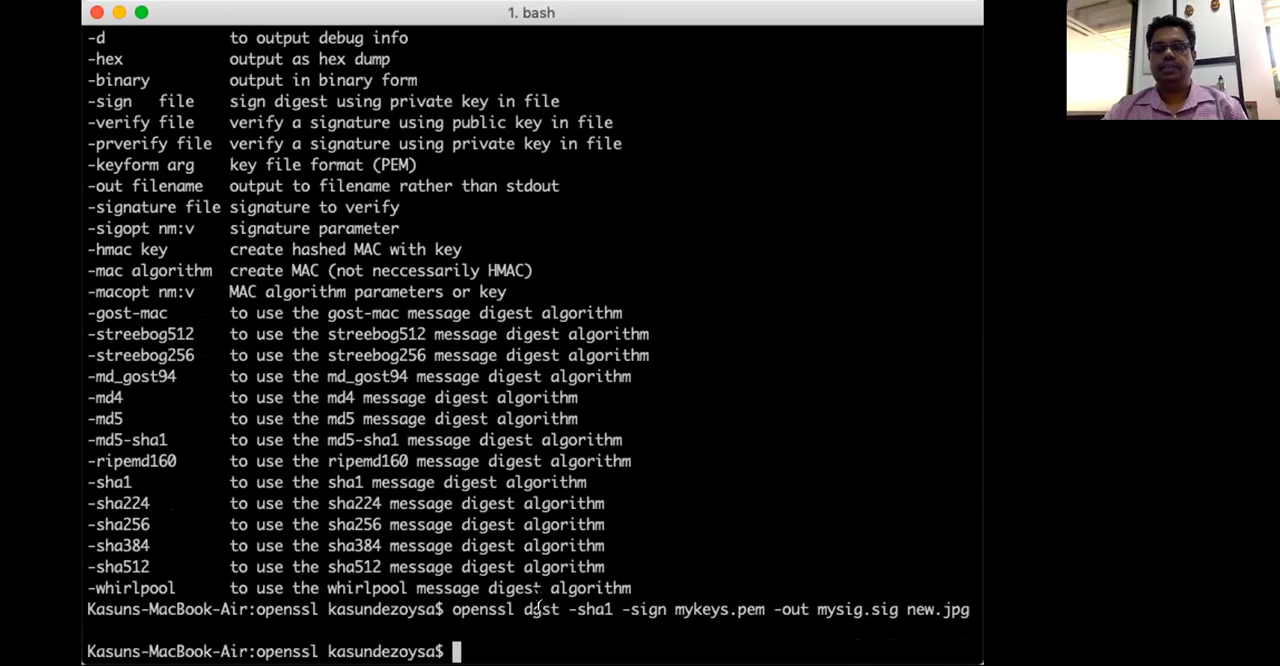 1. bash
-d to output debug info
-hex output as hex dump
-binary output in binary form
-sign file sign digest using private key in file
-verify file verify a signature using public key in file
-prverify file verify a signature using private key in file
-keyform arg key file format (PEM)
-out filename output to filename rather than stdout
-signature file signature to verify
-sigopt nm:v signature parameter
-hmac key create hashed MAC with key
-mac algorithm create MAC (not neccessarily HMAC)
-macopt nm:v MAC algorithm parameters or key
-gost-mac to use the gost-mac message digest algorithm
-streebog512 to use the streebog512 message digest algorithm
-streebog256 to use the streebog256 message digest algorithm
-md_gost94 to use the md_gost94 message digest algorithm
-md4 to use the md4 message digest algorithm
-md5 to use the md5 message digest algorithm
-md5-sha1 to use the md5-sha1 message digest algorithm
-ripemd160 to use the ripemd160 message digest algorithm
-sha1 to use the sha1 message digest algorithm
-sha224 to use the sha224 message digest algorithm
-sha256 to use the sha256 message digest algorithm
-sha384 to use the sha384 message digest algorithm
-sha512 to use the sha512 message digest algorithm
-whirlpool to use the whirlpool message digest algorithm
Kasuns-MacBook-Air:openssl kasundezoysa$ openssl dgst -sha1 -sign mykeys.pem -out mysig.sig new.jpg
Kasuns-MacBook-Air:openssl kasundezoysa$